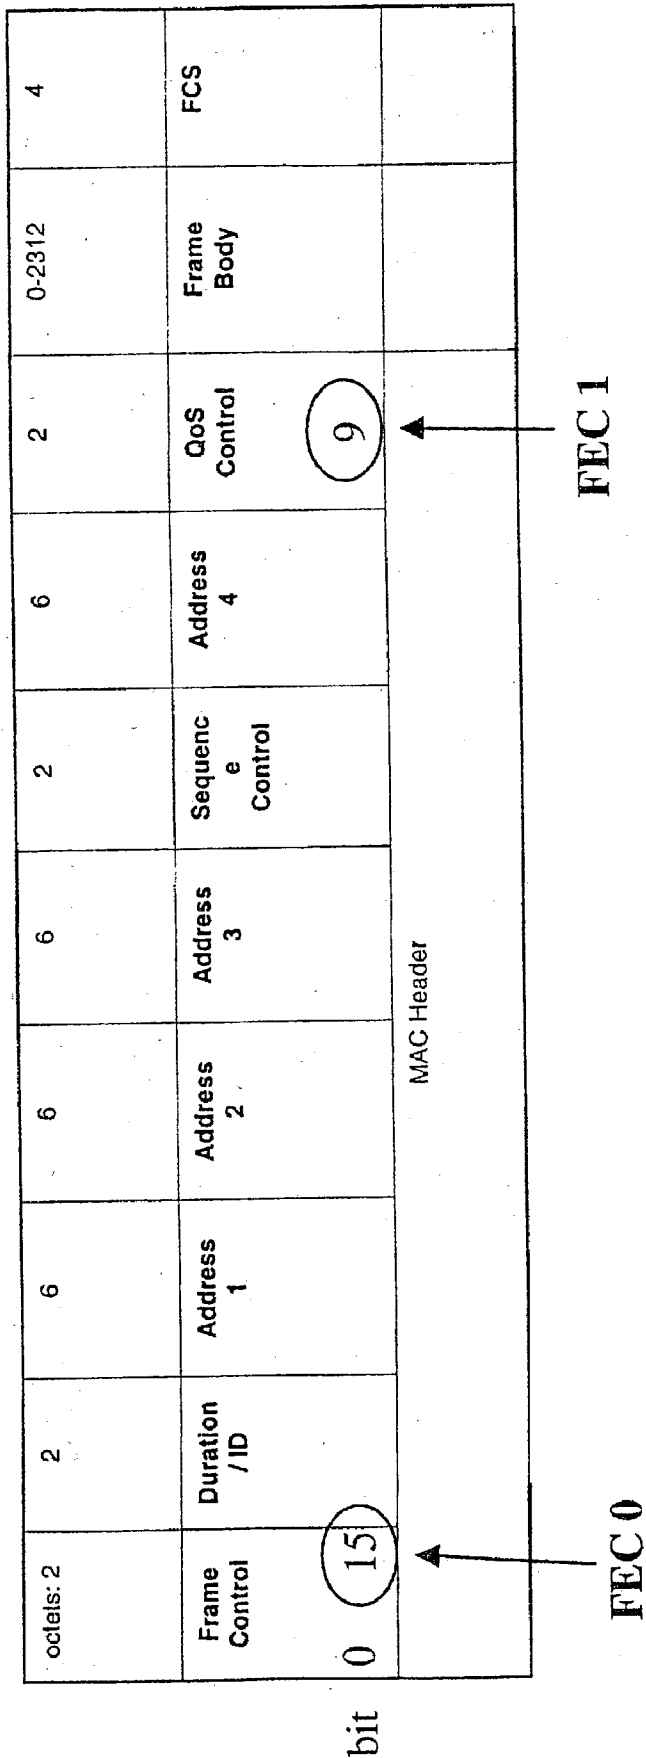 octets: 2
2
6
6
6
2
6
2
0-2312
4
Frame
Control
Duration
/ ID
Address
1
Address
2
Address
3
Sequenc
e
Control
Address
4
QoS
Control
Frame
Body
FCS
bit
0
15
9
MAC Header
FEC 0
FEC 1